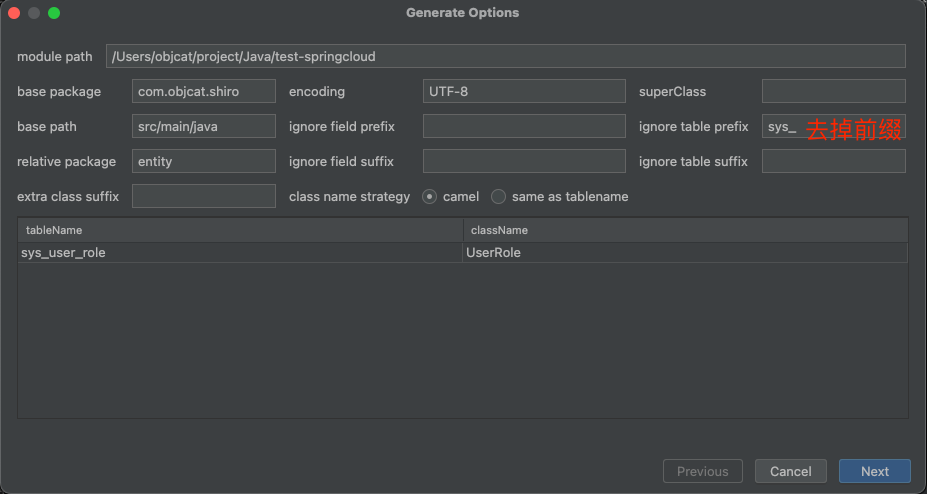 Generate Options
module path /Users/objcat/project/Java/test-springcloud
base package com.objcat.shiro encoding UTF-8 superClass
base path src/main/java ignore field prefix ignore table prefix sys_ 去掉前缀
relative package entity ignore field suffix ignore table suffix
extra class suffix class name strategy camel same as tablename
tableName className
sys_user_role UserRole
Previous Cancel Next